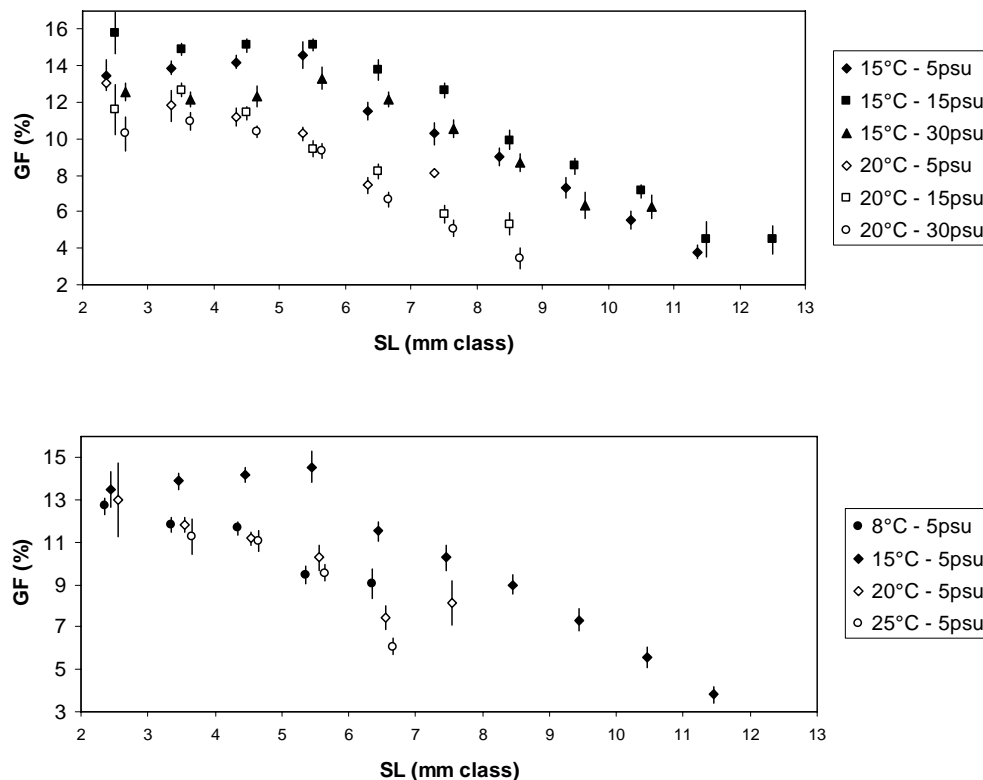 16
14
12
10
8
6
4
2
GF (%)
2 3 4 5 6 7 8 9 10 11 12 13
SL (mm class)
15°C - 5psu
15°C - 15psu
15°C - 30psu
20°C - 5psu
20°C - 15psu
20°C - 30psu
15
13
11
9
7
5
3
GF (%)
2 3 4 5 6 7 8 9 10 11 12 13
SL (mm class)
8°C - 5psu
15°C - 5psu
20°C - 5psu
25°C - 5psu